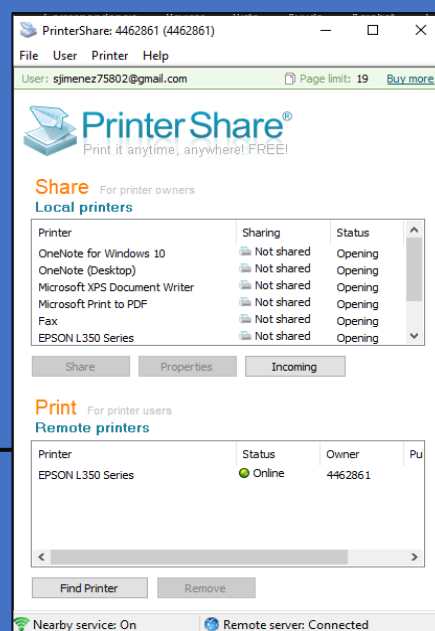 PrinterShare: 4462861 (4462861)
File User Printer Help
User: sjimenez75802@gmail.com Page limit: 19 Buy more
PrinterShare®
Print it anytime, anywhere! FREE!
Share For printer owners
Local printers
Printer Sharing Status
OneNote for Windows 10 Not shared Opening
OneNote (Desktop) Not shared Opening
Microsoft XPS Document Writer Not shared Opening
Microsoft Print to PDF Not shared Opening
Fax Not shared Opening
EPSON L350 Series Not shared Opening
Share Properties Incoming
Print For printer users
Remote printers
Printer Status Owner Pu
EPSON L350 Series Online 4462861
Find Printer Remove
Nearby service: On Remote server: Connected